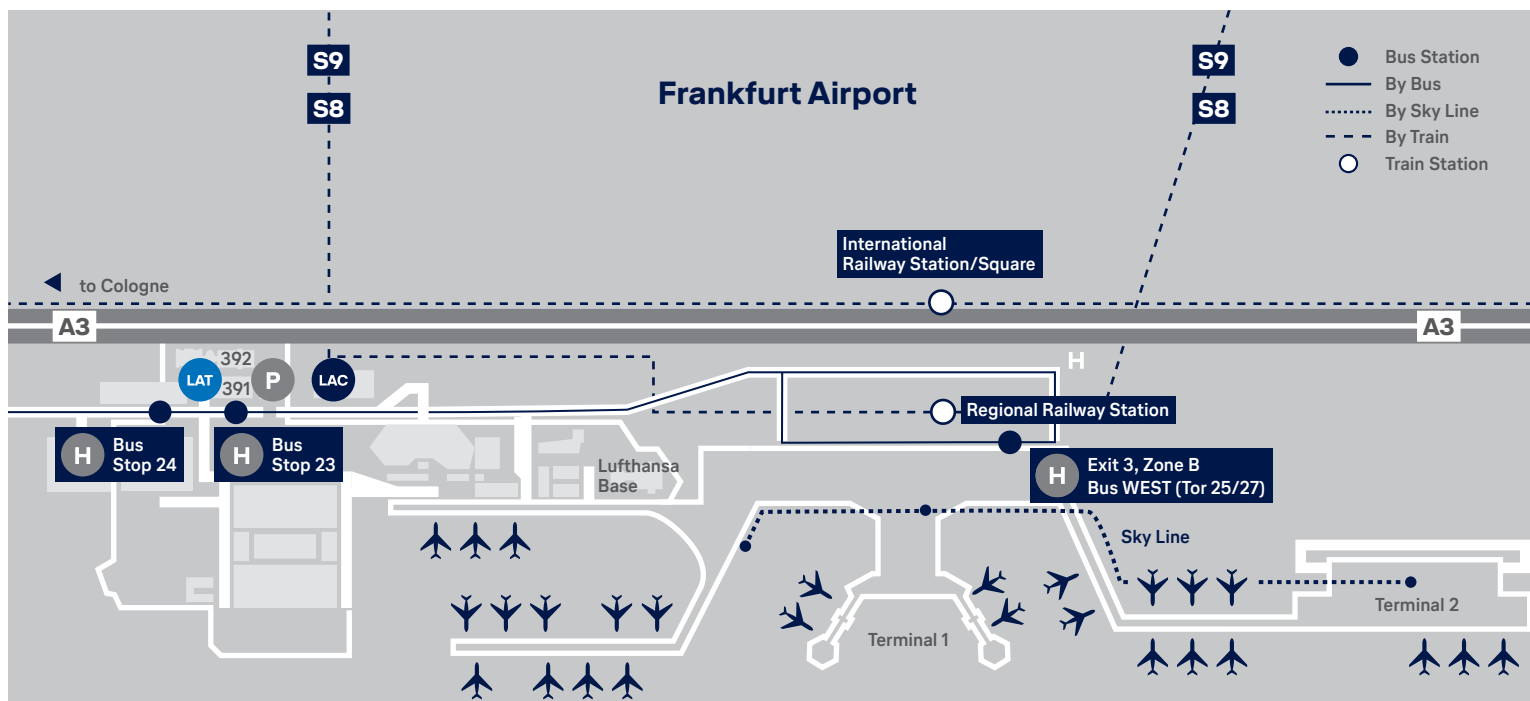 S9
S8
Frankfurt Airport
S9
S8
Bus Station
By Bus
By Sky Line
By Train
Train Station
International
Railway Station/Square
to Cologne
A3
A3
H
392
LAT
391
P
LAC
Regional Railway Station
H
Bus
Stop 24
H
Bus
Stop 23
Lufthansa
Base
H
Exit 3, Zone B
Bus WEST (Tor 25/27)
Sky Line
Terminal 1
Terminal 2